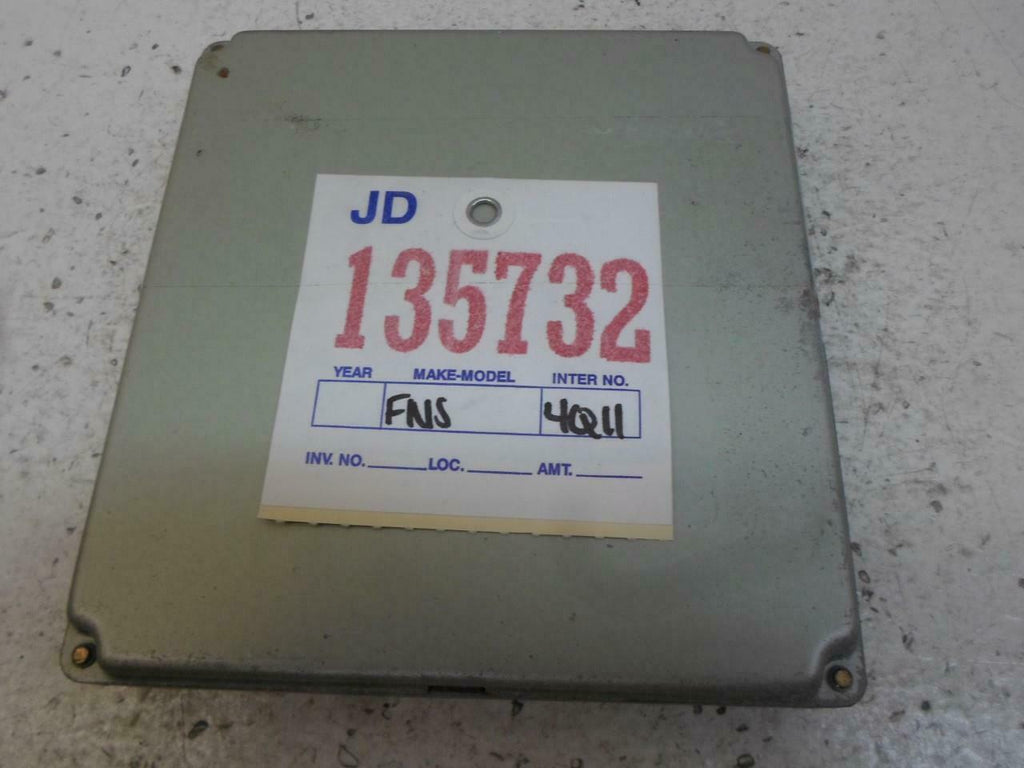 JD
135732
YEAR MAKE-MODEL INTER NO.
FNS 4Q11
INV. NO. LOC. AMT.